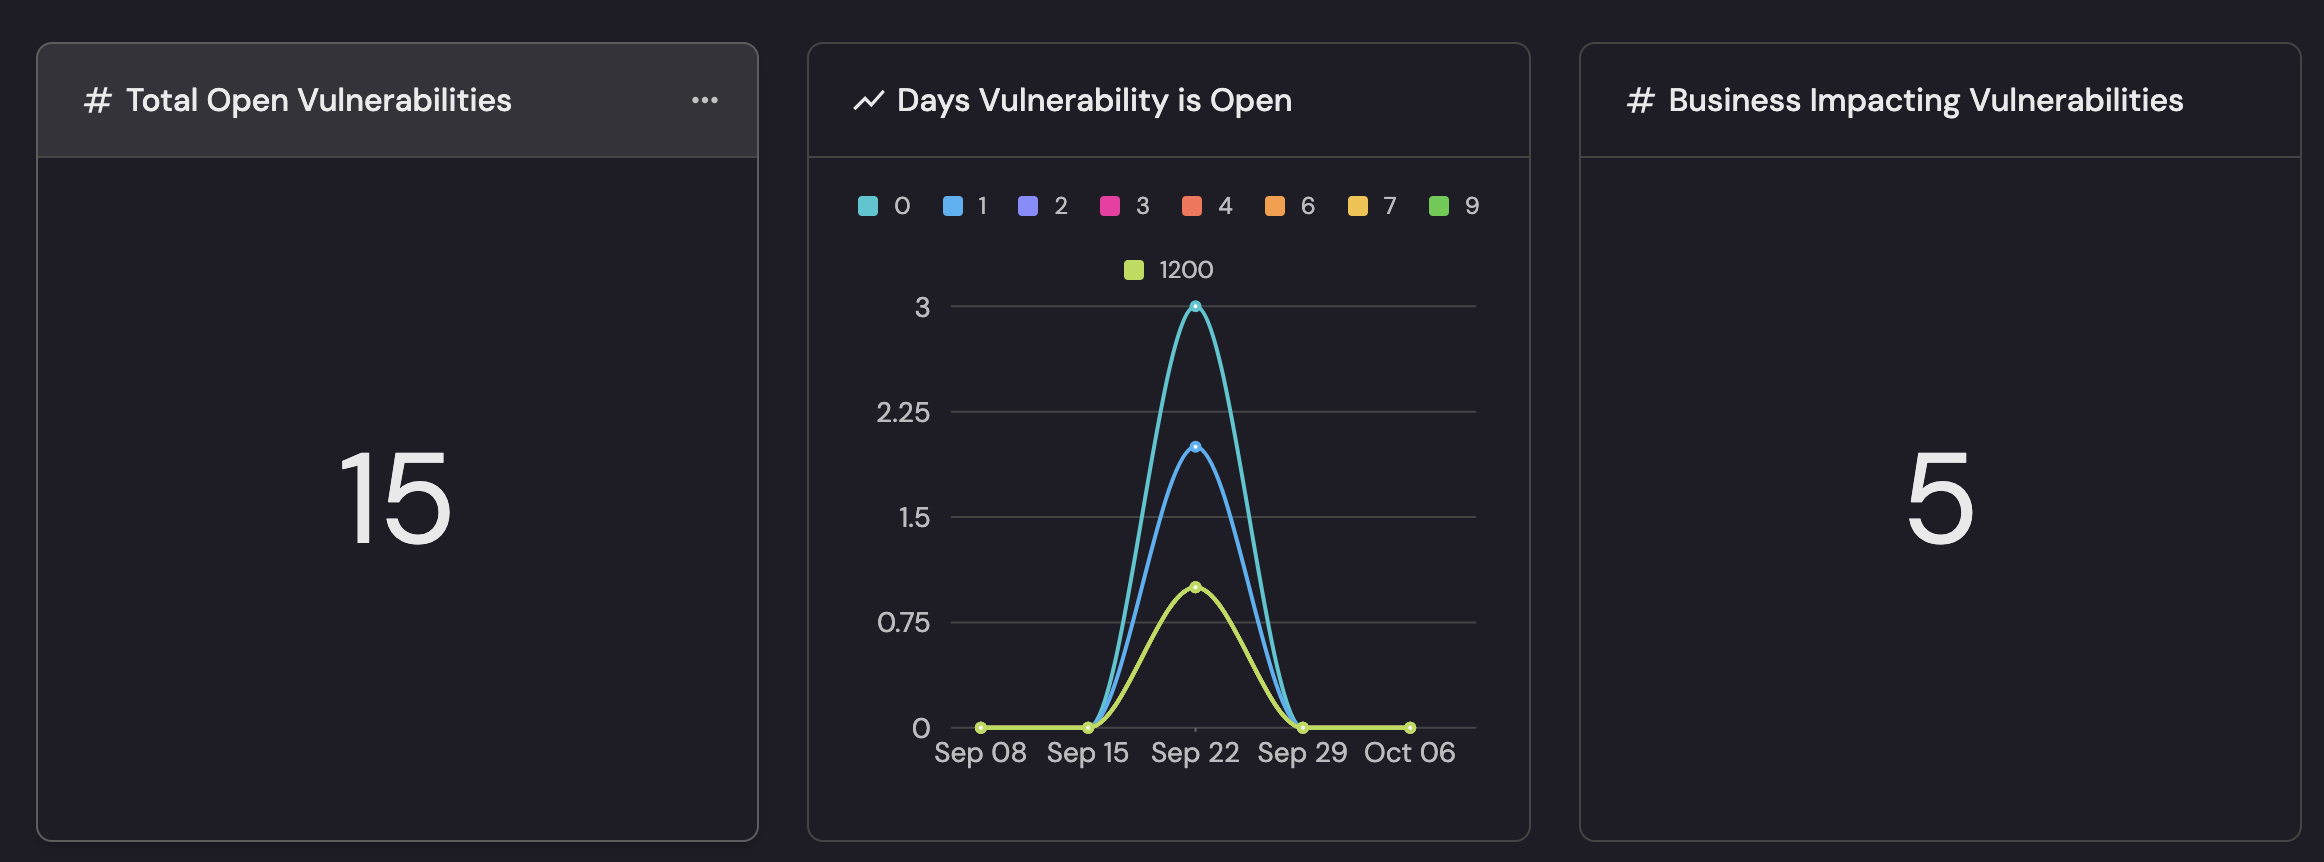 # Total Open Vulnerabilities
15
Days Vulnerability is Open
0 1 2 3 4 6 7 9
1200
3
2.25
1.5
0.75
0
Sep 08 Sep 15 Sep 22 Sep 29 Oct 06
# Business Impacting Vulnerabilities
5